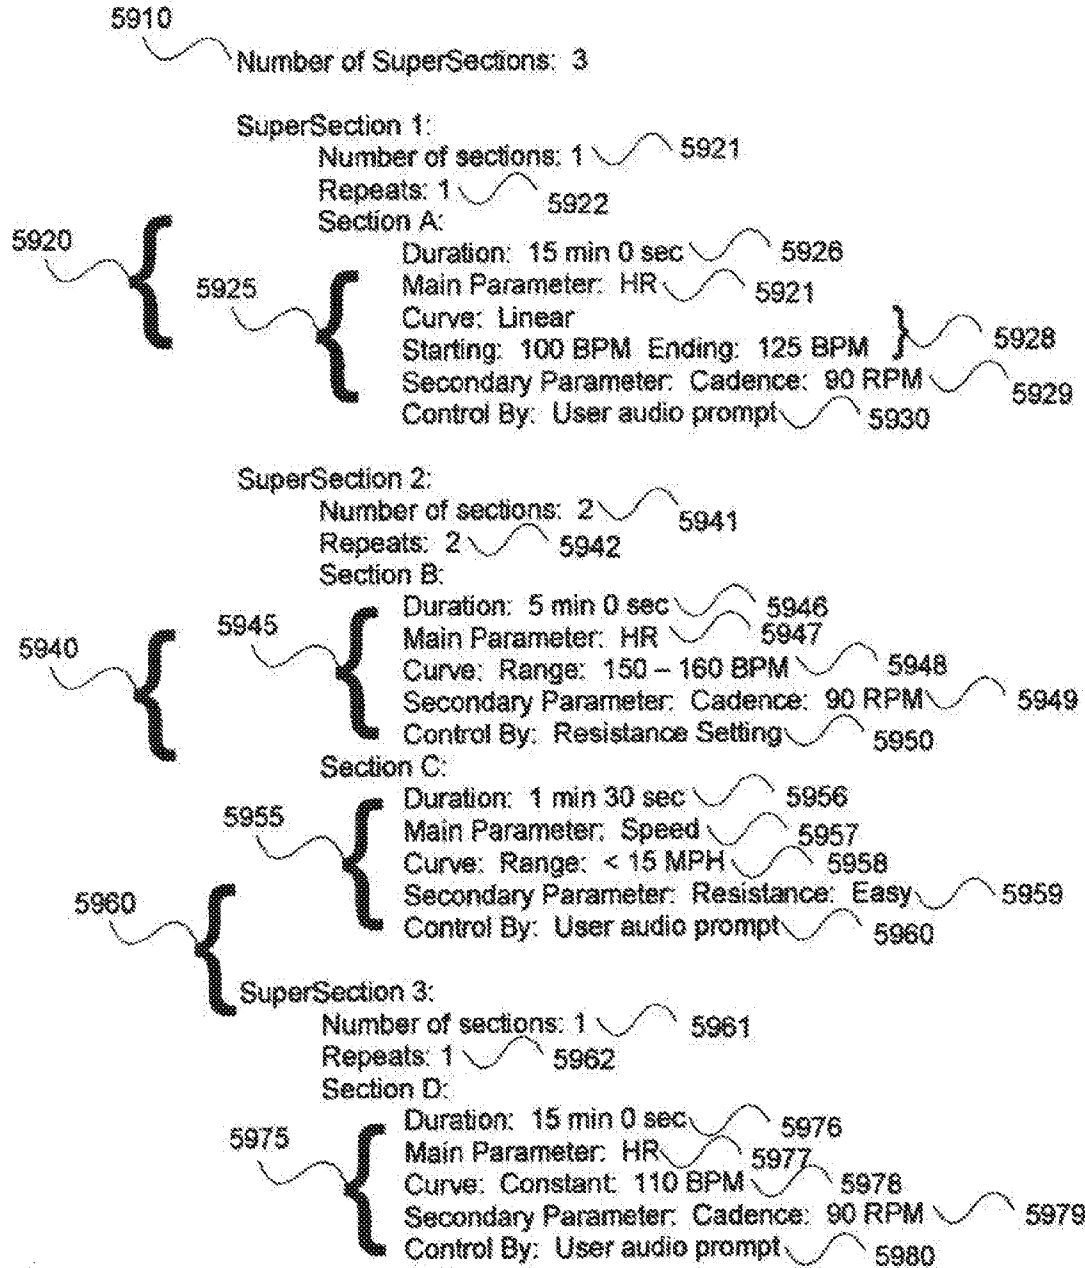 5910
Number of SuperSections: 3
SuperSection 1:
Number of sections: 1 5921
Repeats: 1 5922
Section A:
5920
Duration: 15 min 0 sec 5926
5925
Main Parameter: HR 5921
Curve: Linear
Starting: 100 BPM Ending: 125 BPM } 5928
Secondary Parameter: Cadence: 90 RPM 5929
Control By: User audio prompt 5930
SuperSection 2:
Number of sections: 2 5941
Repeats: 2 5942
Section B:
Duration: 5 min 0 sec 5946
5940
5945
Main Parameter: HR 5947
Curve: Range: 150 – 160 BPM 5948
Secondary Parameter: Cadence: 90 RPM 5949
Control By: Resistance Setting 5950
Section C:
Duration: 1 min 30 sec 5956
5955
Main Parameter: Speed 5957
Curve: Range: < 15 MPH 5958
Secondary Parameter: Resistance: Easy 5959
5960
Control By: User audio prompt 5960
SuperSection 3:
Number of sections: 1 5961
Repeats: 1 5962
Section D:
Duration: 15 min 0 sec 5976
5975
Main Parameter: HR 5977
Curve: Constant: 110 BPM 5978
Secondary Parameter: Cadence: 90 RPM 5979
Control By: User audio prompt 5980